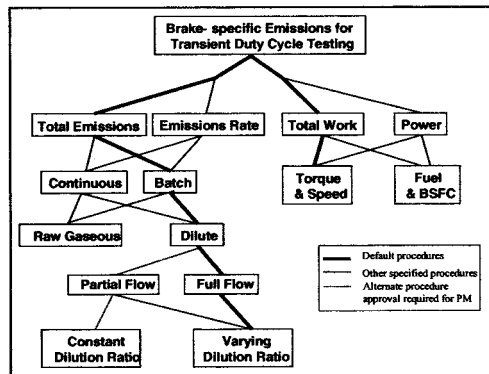 Brake- specific Emissions for
Transient Duty Cycle Testing
Total Emissions
Emissions Rate
Total Work
Power
Continuous
Batch
Torque
& Speed
Fuel
& BSFC
Raw Gaseous
Dilute
Partial Flow
Full Flow
Constant
Dilution Ratio
Varying
Dilution Ratio
Default procedures
Other specified procedures
Alternate procedure
approval required for PM